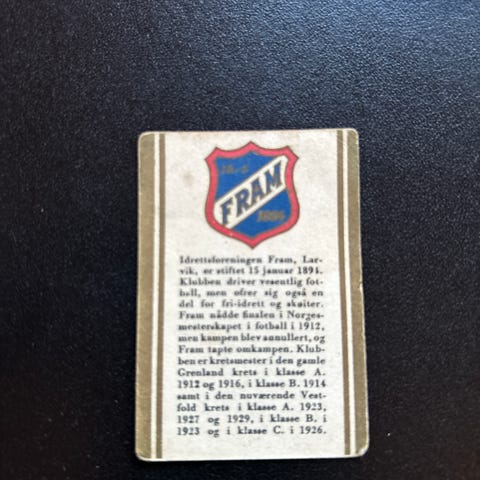 15-1
FRAM
1894
Idrettsforeningen Fram, Lar-
vik, er stiftet 15 januar 1894.
Klubben driver vesentlig fot-
ball, men ofrer sig også en
del for fri-idrett og skøiter.
Fram nådde finalen i Norges-
mesterskapet i fotball i 1912,
men kampen blev annullert, og
Fram tapte omkampen. Klub-
ben er kretsmester i den gamle
Grenland krets i klasse A.
1912 og 1916, i klasse B. 1914
samt i den nuværende Vest-
fold krets i klasse A. 1923,
1927 og 1929, i klasse B. i
1923 og i klasse C. i 1926.